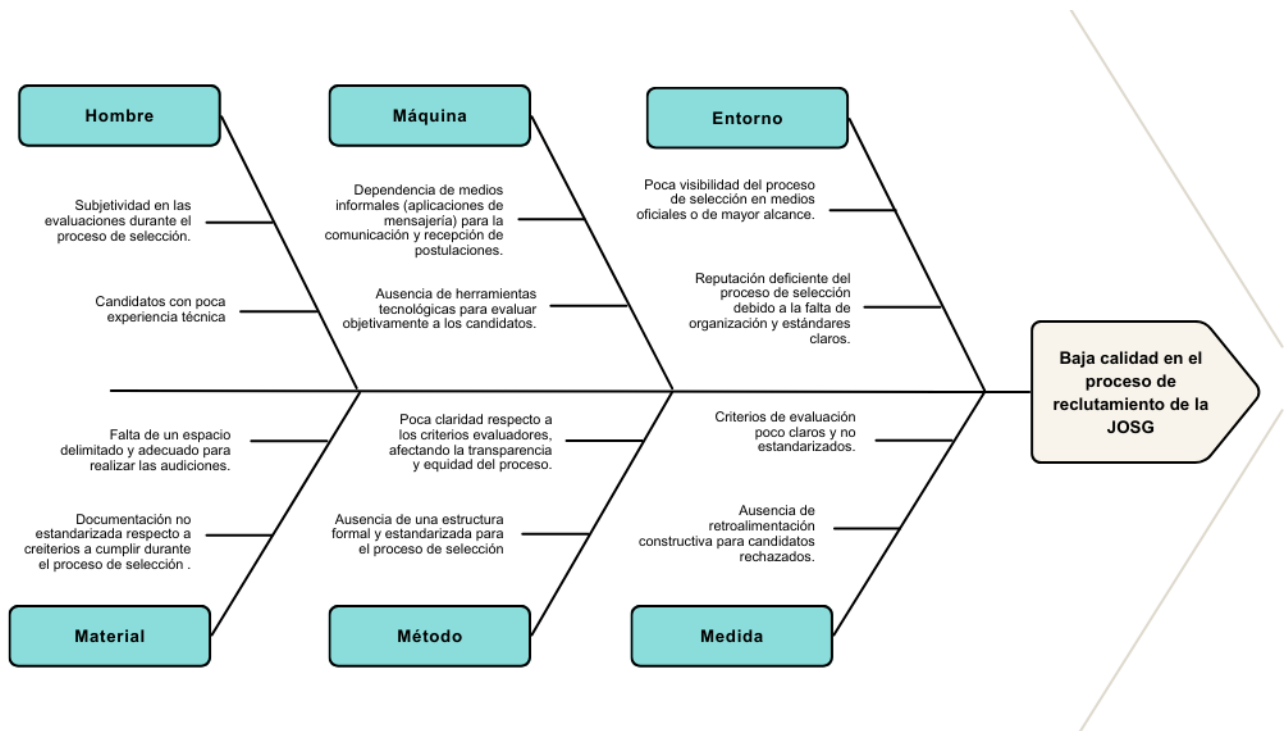 Hombre
Máquina
Entorno
Subjetividad en las
evaluaciones durante el
proceso de selección.
Candidatos con poca
experiencia técnica
Dependencia de medios
informales (aplicaciones de
mensajería) para la
comunicación y recepción de
postulaciones.
Ausencia de herramientas
tecnológicas para evaluar
objetivamente a los candidatos.
Poca visibilidad del proceso
de selección en medios
oficiales o de mayor alcance.
Reputación deficiente del
proceso de selección
debido a la falta de
organización y estándares
claros.
Baja calidad en el
proceso de
reclutamiento de la
JOSG
Falta de un espacio
delimitado y adecuado para
realizar las audiciones.
Documentación no
estandarizada respecto a
creiterios a cumplir durante
el proceso de selección .
Poca claridad respecto a
los criterios evaluadores,
afectando la transparencia
y equidad del proceso.
Ausencia de una estructura
formal y estandarizada para
el proceso de selección
Criterios de evaluación
poco claros y no
estandarizados.
Ausencia de
retroalimentación
constructiva para candidatos
rechazados.
Material
Método
Medida